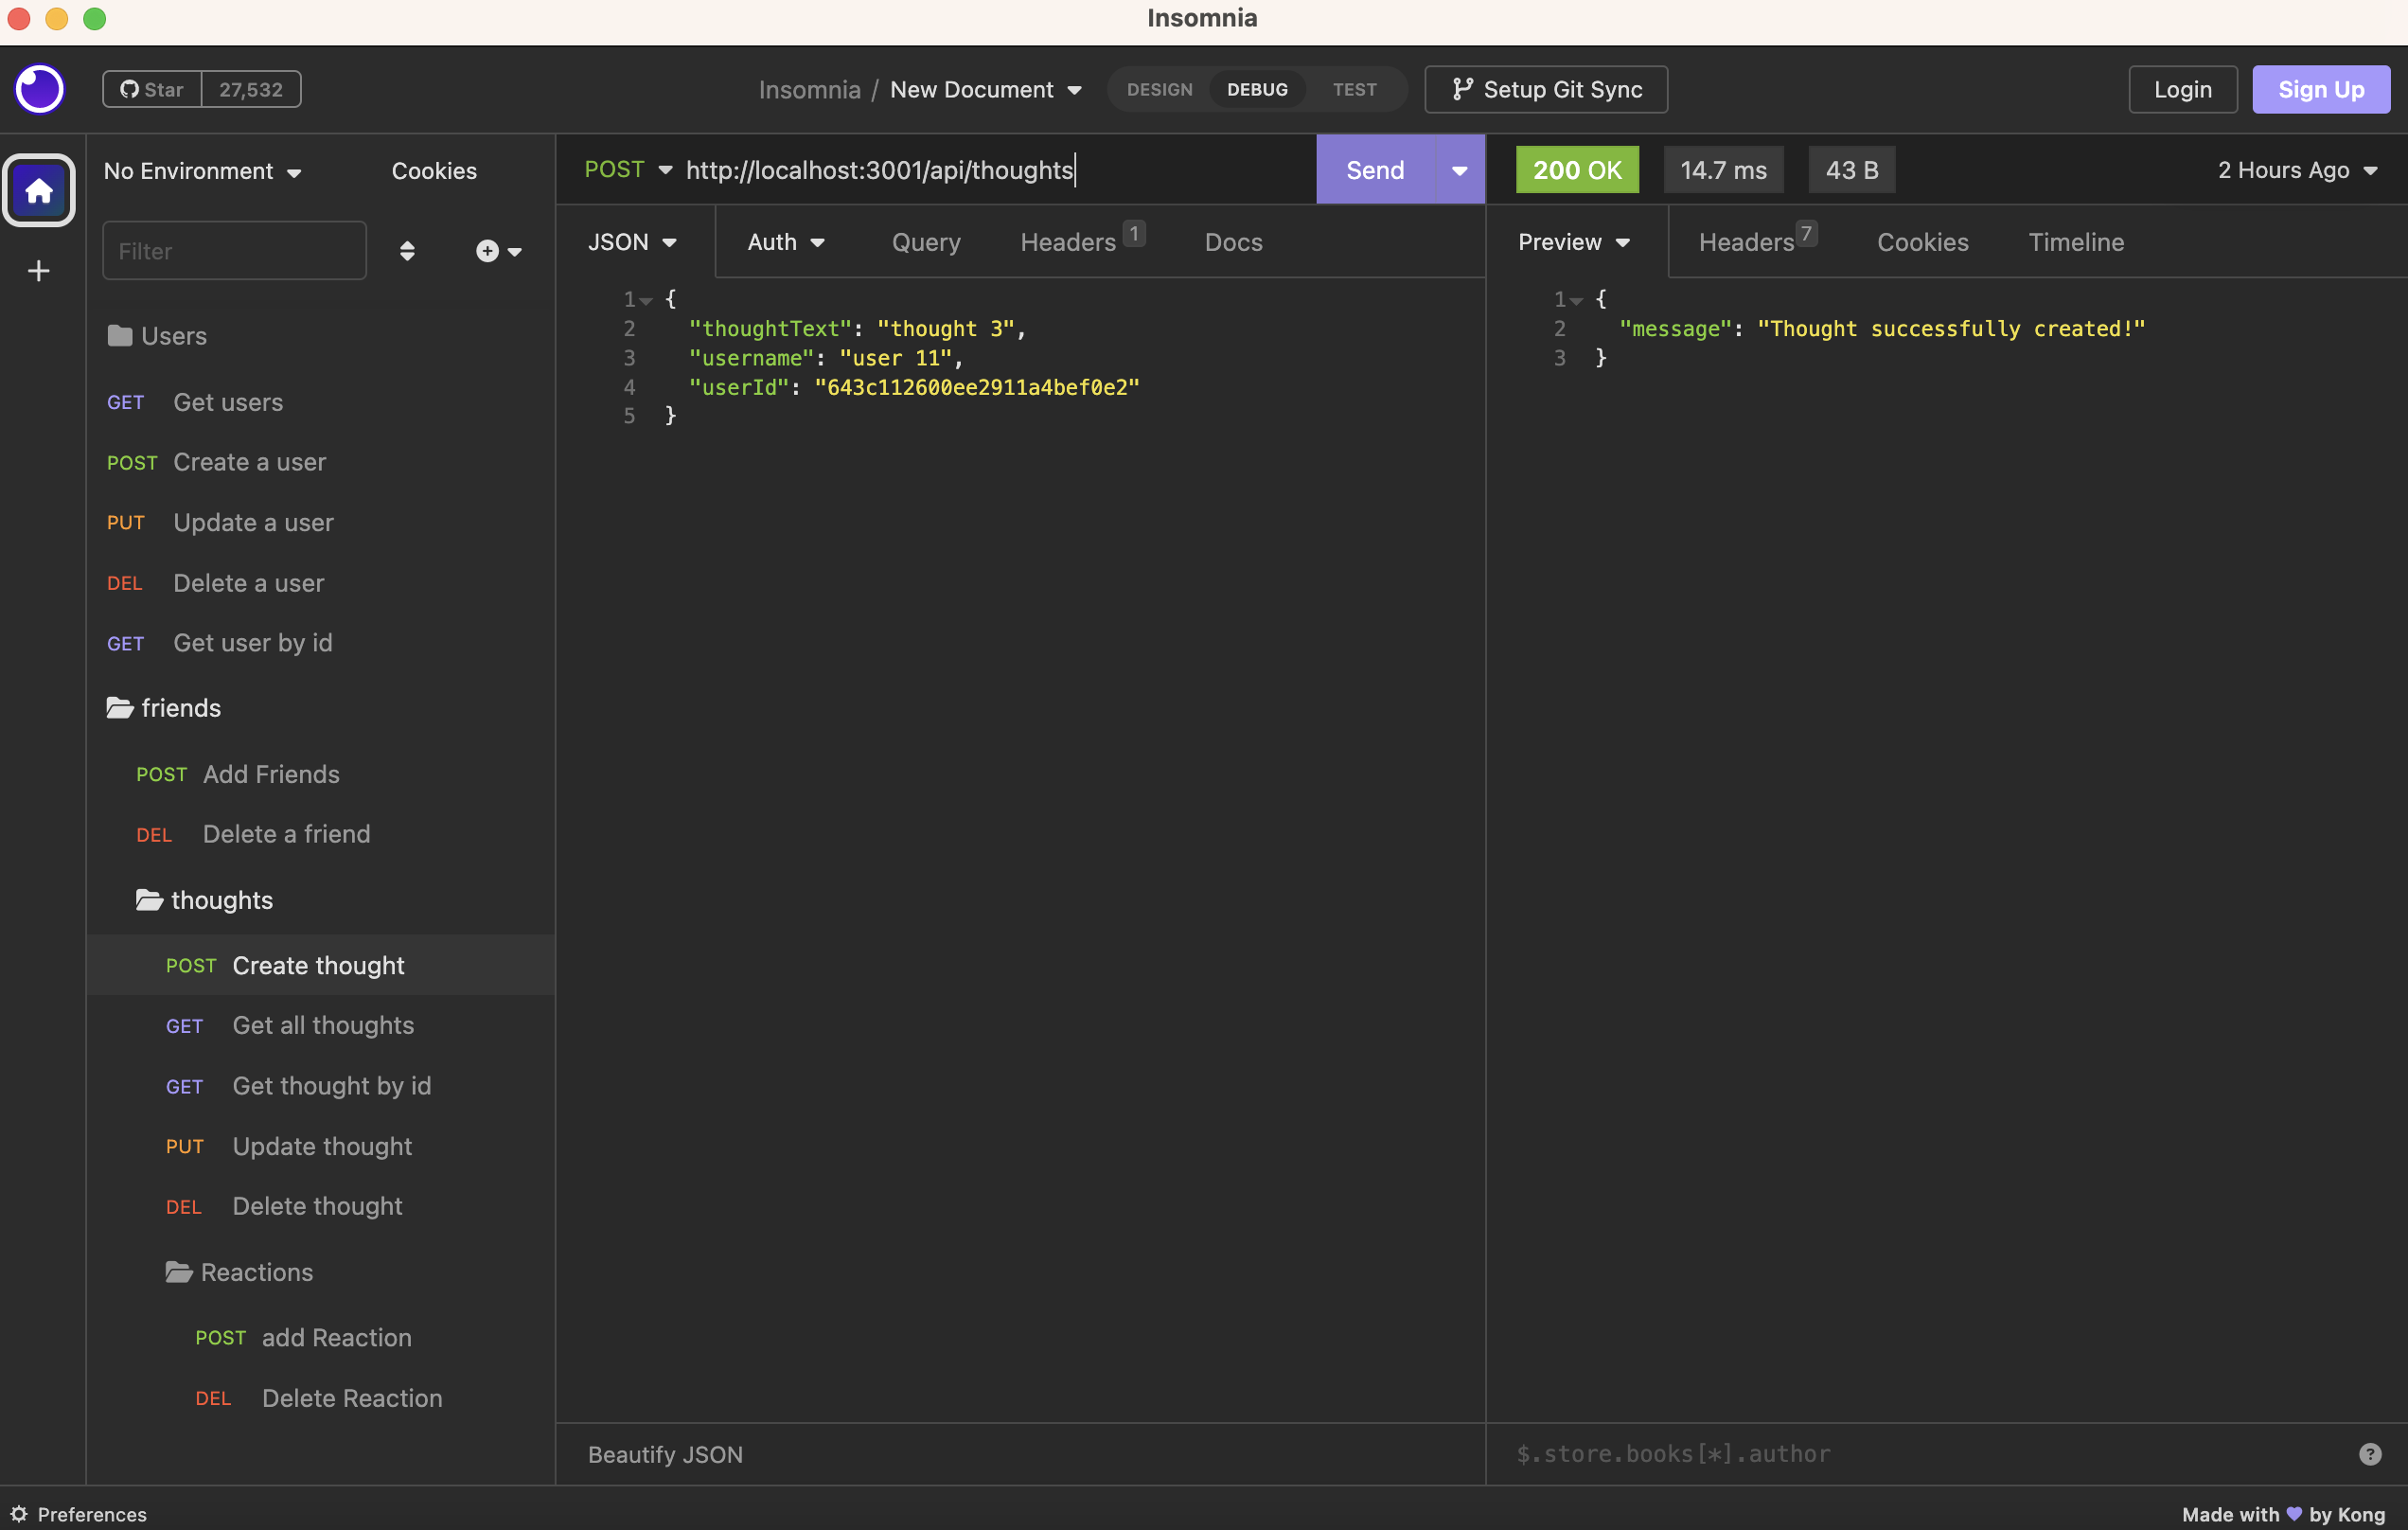 Insomnia
Star 27,532
Insomnia / New Document
DESIGN DEBUG TEST
Setup Git Sync
Login
Sign Up
No Environment
Cookies
Filter
Users
GET Get users
POST Create a user
PUT Update a user
DEL Delete a user
GET Get user by id
friends
POST Add Friends
DEL Delete a friend
thoughts
POST Create thought
GET Get all thoughts
GET Get thought by id
PUT Update thought
DEL Delete thought
Reactions
POST add Reaction
DEL Delete Reaction
POST http://localhost:3001/api/thoughts
Send
JSON Auth Query Headers 1 Docs
1 {
2 "thoughtText": "thought 3",
3 "username": "user 11",
4 "userId": "643c112600ee2911a4bef0e2"
5 }
Beautify JSON
200 OK 14.7 ms 43 B 2 Hours Ago
Preview Headers 7 Cookies Timeline
1 {
2 "message": "Thought successfully created!"
3 }
$.store.books[*].author
?
Preferences
Made with 💜 by Kong